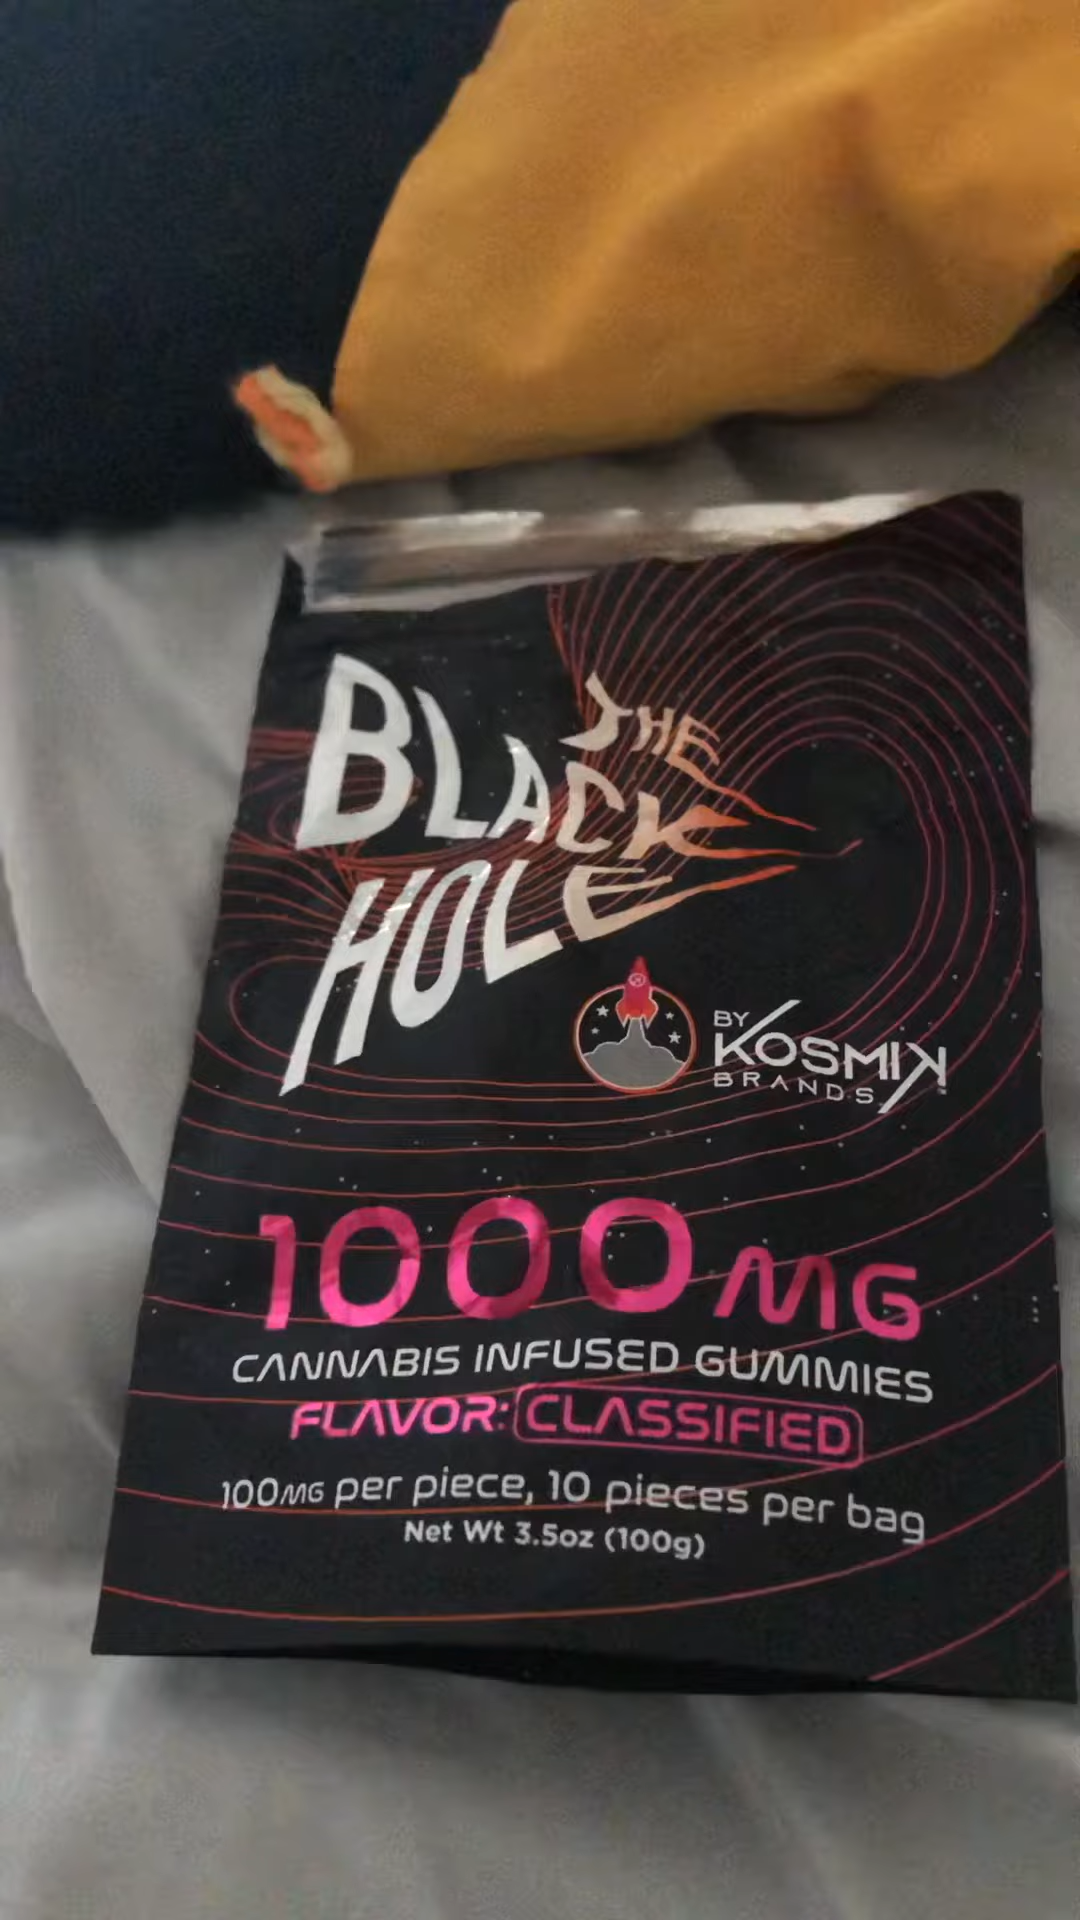 THE
BLACK
HOLE
BY
KOSMIK
BRANDS
1000MG
CANNABIS INFUSED GUMMIES
FLAVOR: CLASSIFIED
100MG per piece, 10 pieces per bag
Net Wt 3.5oz (100g)